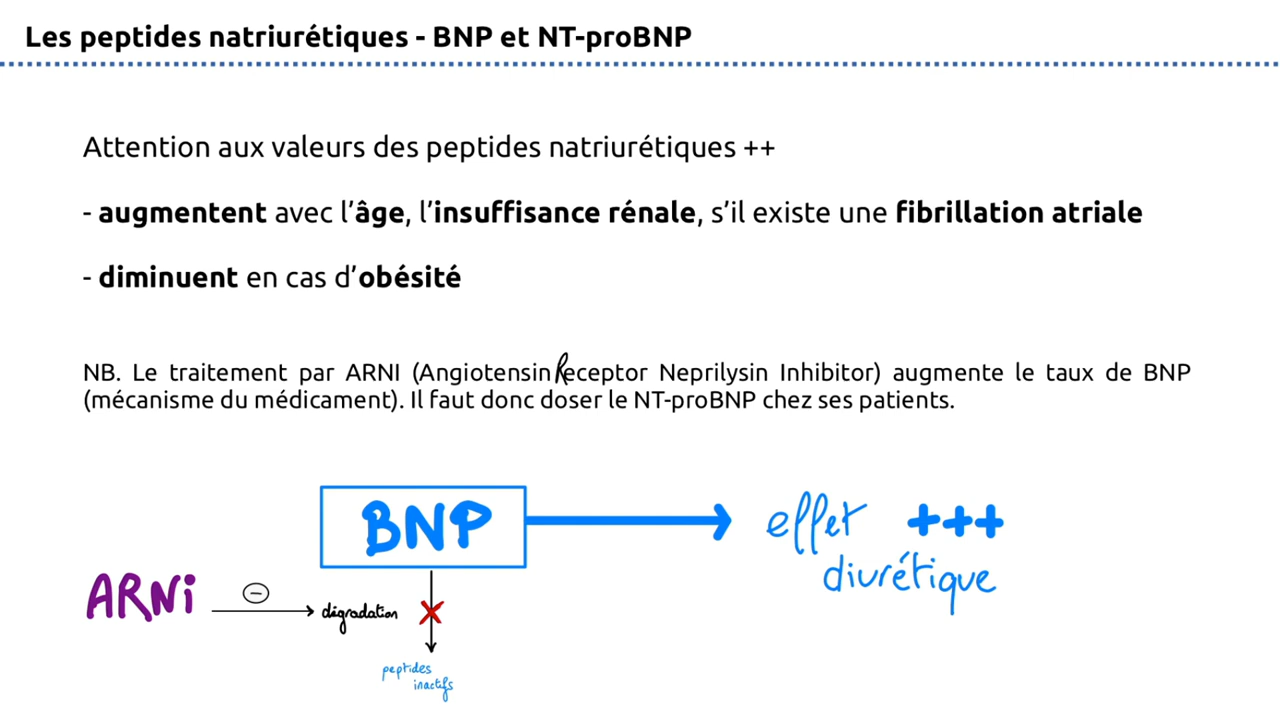 Les peptides natriurétiques - BNP et NT-proBNP
Attention aux valeurs des peptides natriurétiques ++
- augmentent avec l'âge, l'insuffisance rénale, s'il existe une fibrillation atriale
- diminuent en cas d'obésité
NB. Le traitement par ARNI (Angiotensin Receptor Neprilysin Inhibitor) augmente le taux de BNP
(mécanisme du médicament). Il faut donc doser le NT-proBNP chez ses patients.
BNP
effet +++
diurétique
ARNi
-
dégradation
peptides
inactifs